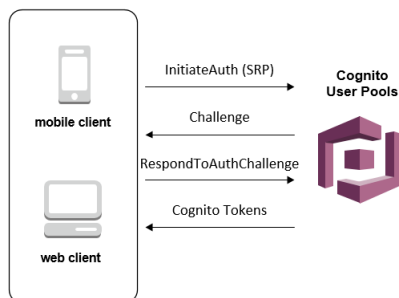 InitiateAuth (SRP)
Cognito
User Pools
mobile client
Challenge
RespondToAuthChallenge
Cognito Tokens
web client